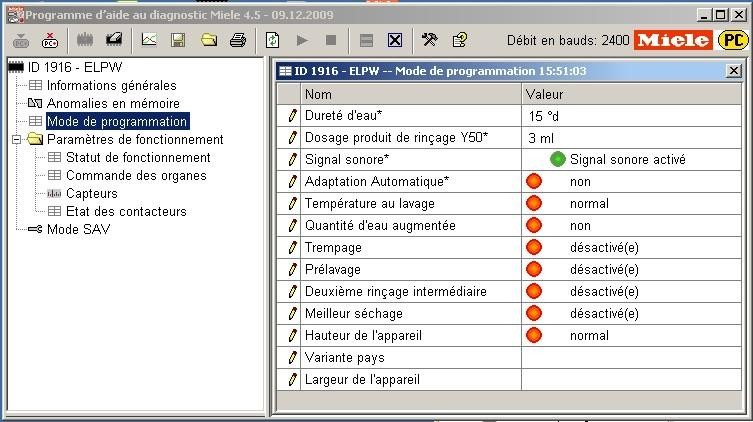 Programme d'aide au diagnostic Miele 4.5 - 09.12.2009
PC× PC+ Débit en bauds: 2400 Miele PC
ID 1916 - ELPW
Informations générales
Anomalies en mémoire
Mode de programmation
Paramètres de fonctionnement
Statut de fonctionnement
Commande des organes
Capteurs
Etat des contacteurs
Mode SAV
ID 1916 - ELPW -- Mode de programmation 15:51:03
Nom Valeur
Dureté d'eau* 15 °d
Dosage produit de rinçage Y50* 3 ml
Signal sonore* Signal sonore activé
Adaptation Automatique* non
Température au lavage normal
Quantité d'eau augmentée non
Trempage désactivé(e)
Prélavage désactivé(e)
Deuxième rinçage intermédiaire désactivé(e)
Meilleur séchage désactivé(e)
Hauteur de l'appareil normal
Variante pays
Largeur de l'appareil